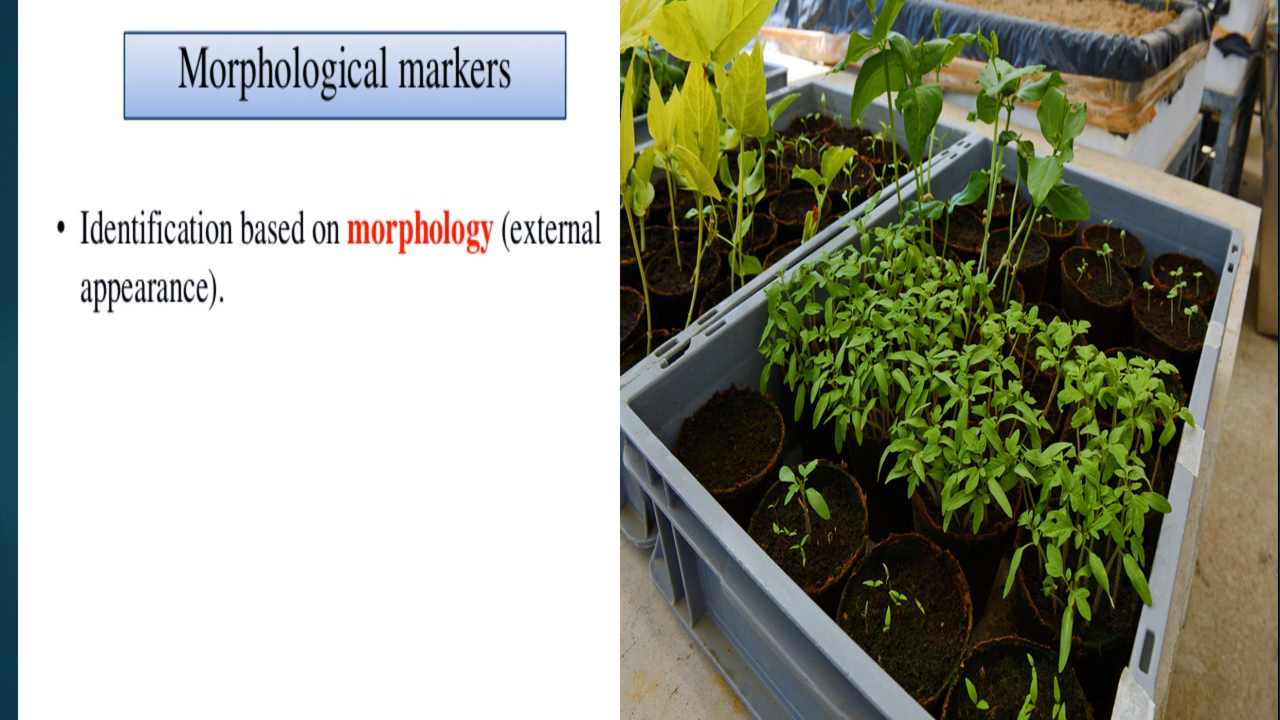 Morphological markers
• Identification based on morphology (external
appearance).